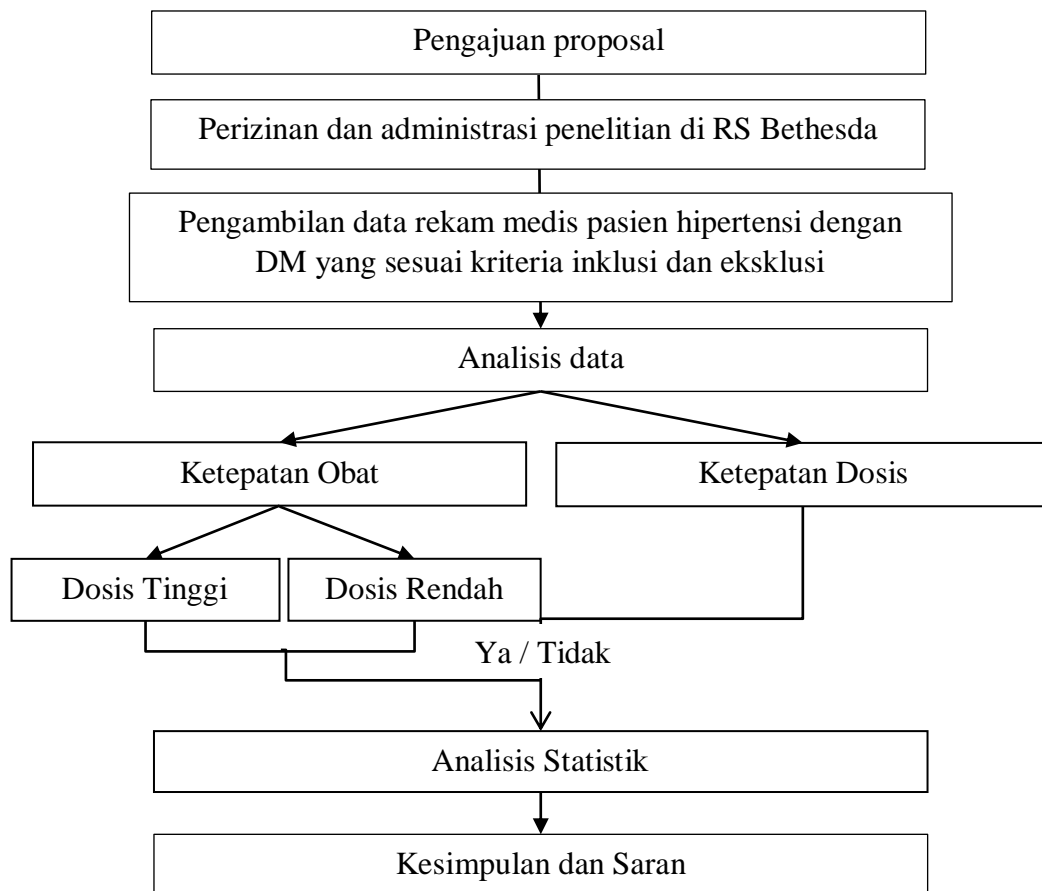 Pengajuan proposal
Perizinan dan administrasi penelitian di RS Bethesda
Pengambilan data rekam medis pasien hipertensi dengan
DM yang sesuai kriteria inklusi dan eksklusi
Analisis data
Ketepatan Obat
Ketepatan Dosis
Dosis Tinggi
Dosis Rendah
Ya / Tidak
Analisis Statistik
Kesimpulan dan Saran